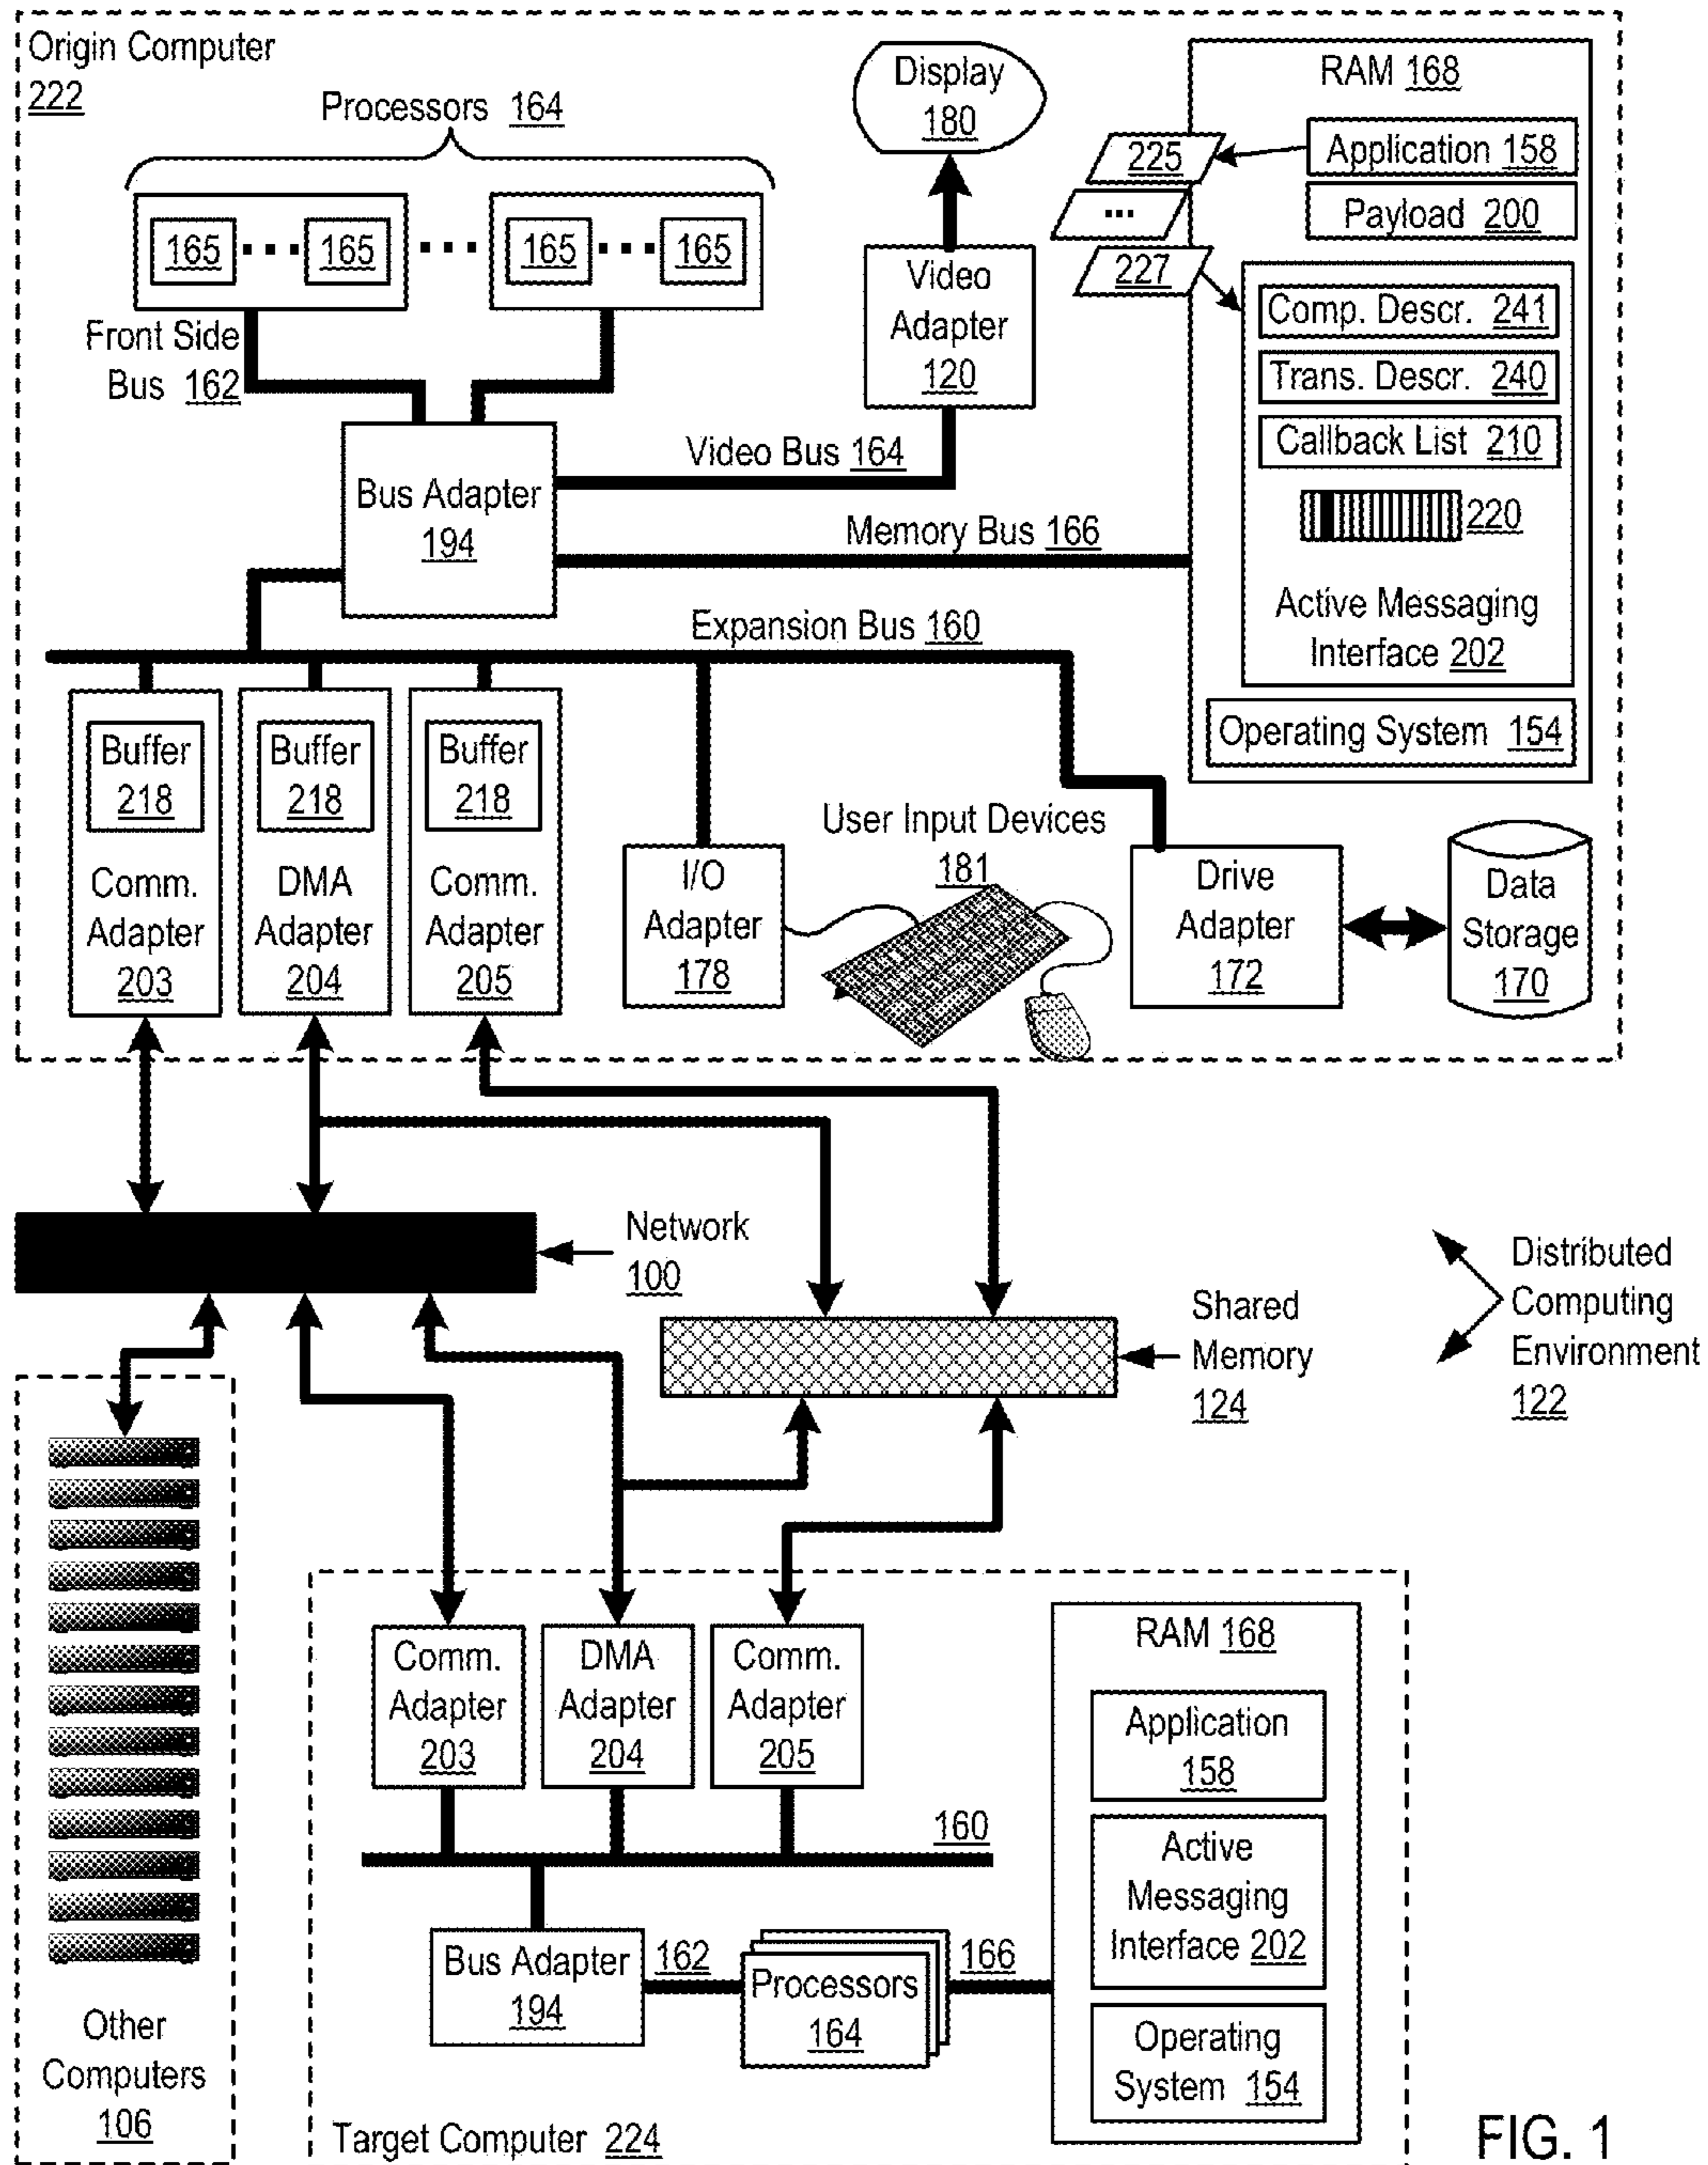 Origin Computer
222
Processors 164
165 ... 165 ... 165 ... 165
Front Side
Bus 162
Display
180
Video
Adapter
120
RAM 168
225
...
227
Application 158
Payload 200
Comp. Descr. 241
Trans. Descr. 240
Callback List 210
220
Active Messaging
Interface 202
Operating System 154
Bus Adapter
194
Video Bus 164
Memory Bus 166
Expansion Bus 160
Buffer
218
Comm.
Adapter
203
Buffer
218
DMA
Adapter
204
Buffer
218
Comm.
Adapter
205
I/O
Adapter
178
User Input Devices
181
Drive
Adapter
172
Data
Storage
170
Network
100
Shared
Memory
124
Distributed
Computing
Environment
122
Other
Computers
106
Comm.
Adapter
203
DMA
Adapter
204
Comm.
Adapter
205
160
Bus Adapter
194
162
Processors
164
166
RAM 168
Application
158
Active
Messaging
Interface 202
Operating
System 154
Target Computer 224
FIG. 1